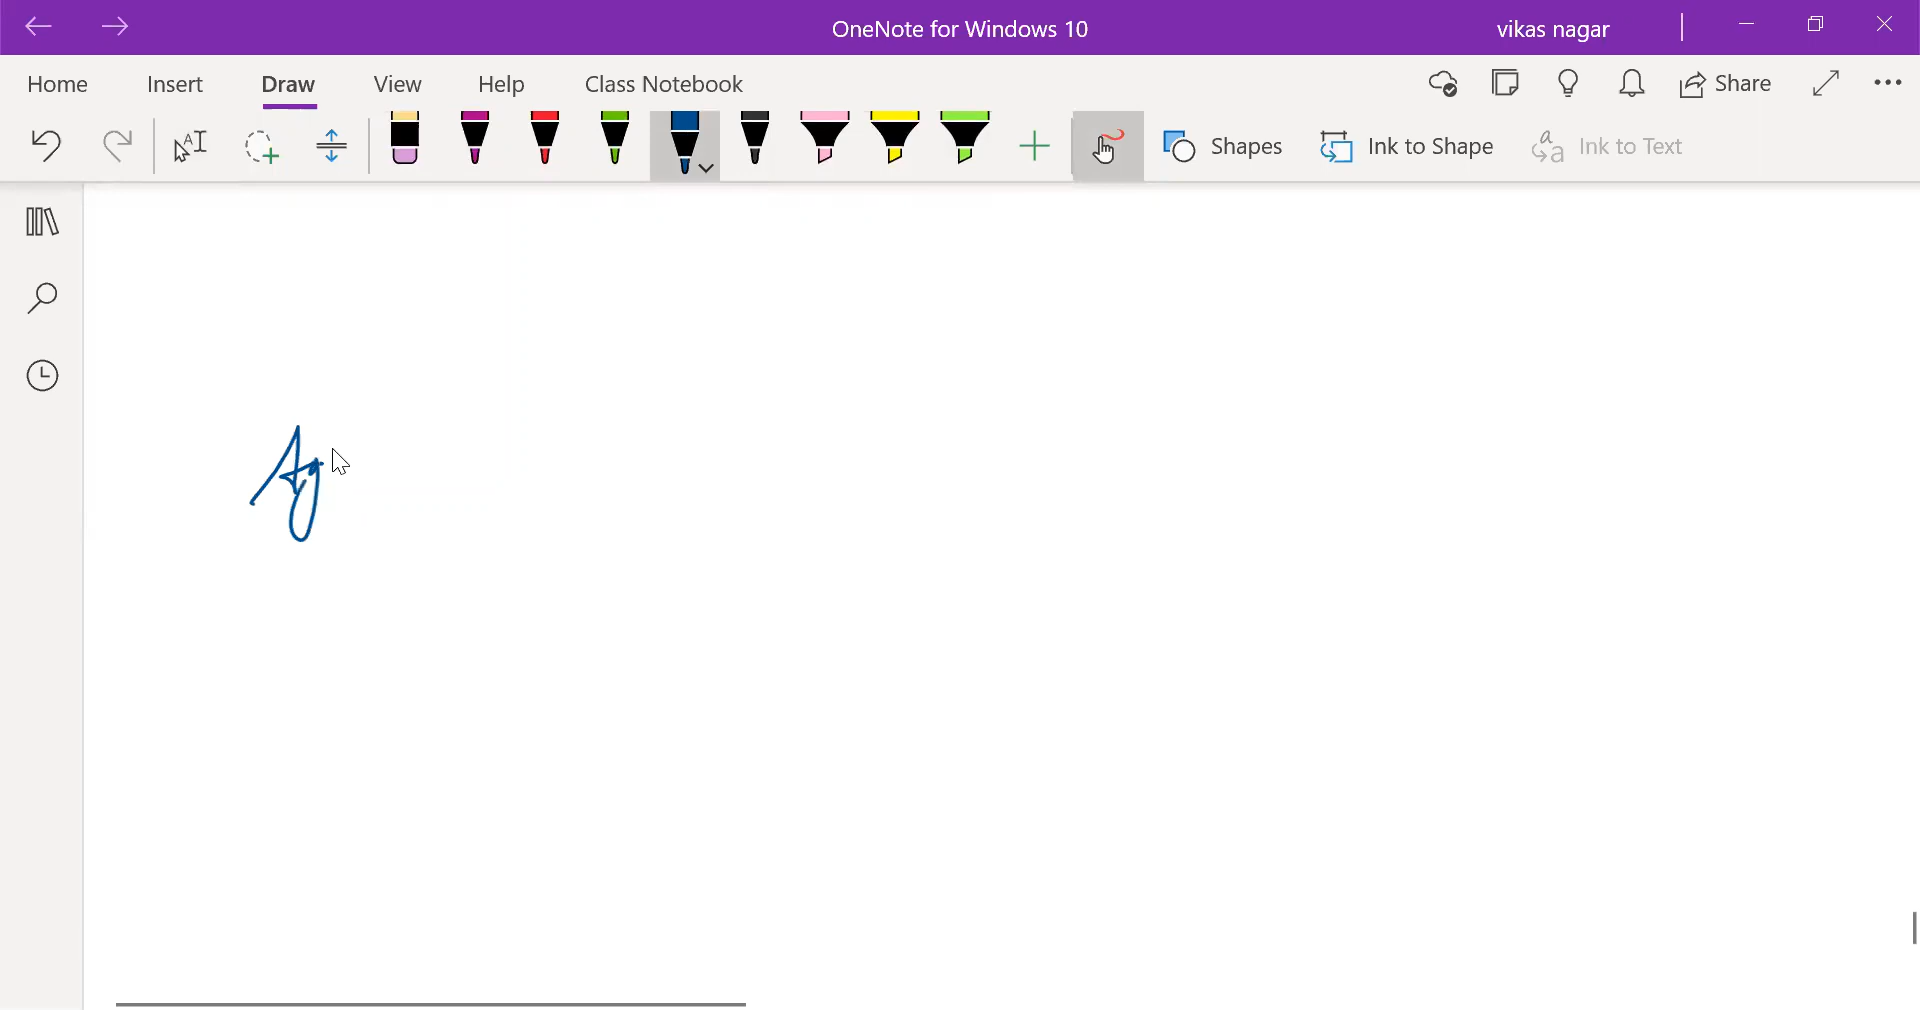 OneNote for Windows 10
vikas nagar
Home Insert Draw View Help Class Notebook Share
Shapes Ink to Shape Ink to Text
Ag